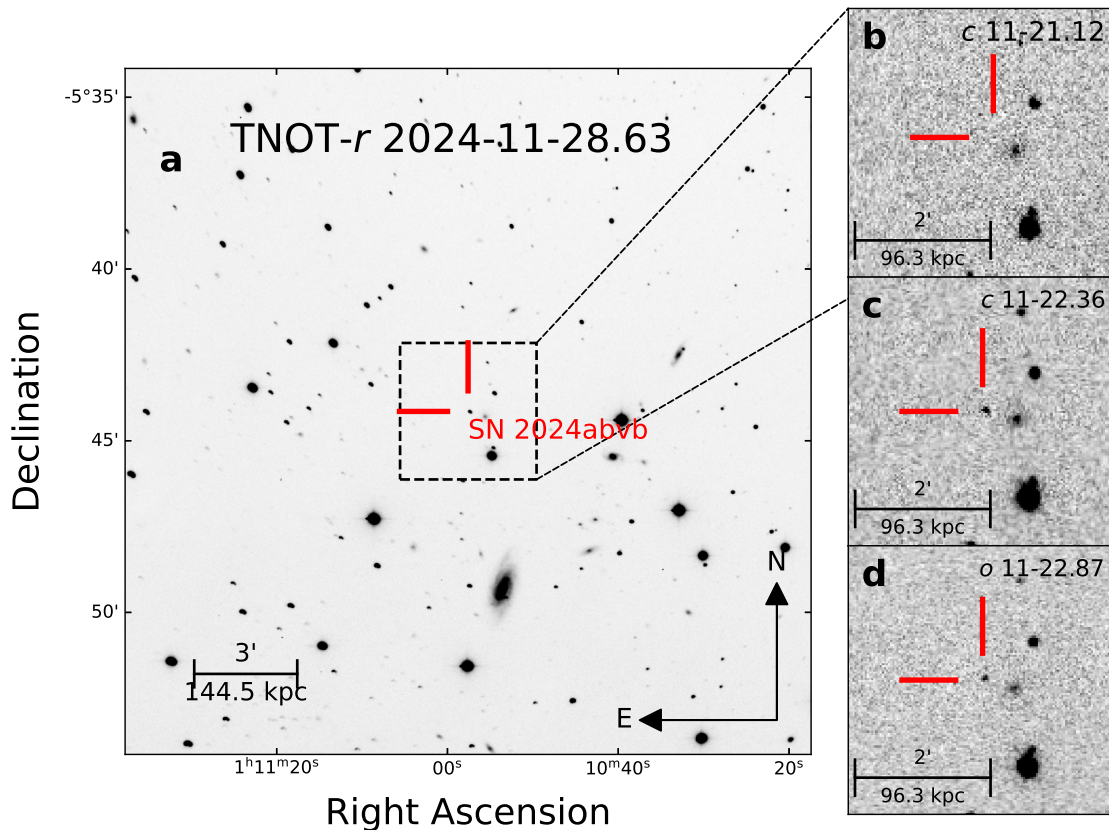 TNOT-r 2024-11-28.63
a
-5°35'
40'
45'
50'
Declination
SN 2024abvb
3'
144.5 kpc
N
E
1ʰ11ᵐ20ˢ
00ˢ
10ᵐ40ˢ
20ˢ
Right Ascension
b
c 11-21.12
2'
96.3 kpc
c
c 11-22.36
2'
96.3 kpc
d
o 11-22.87
2'
96.3 kpc